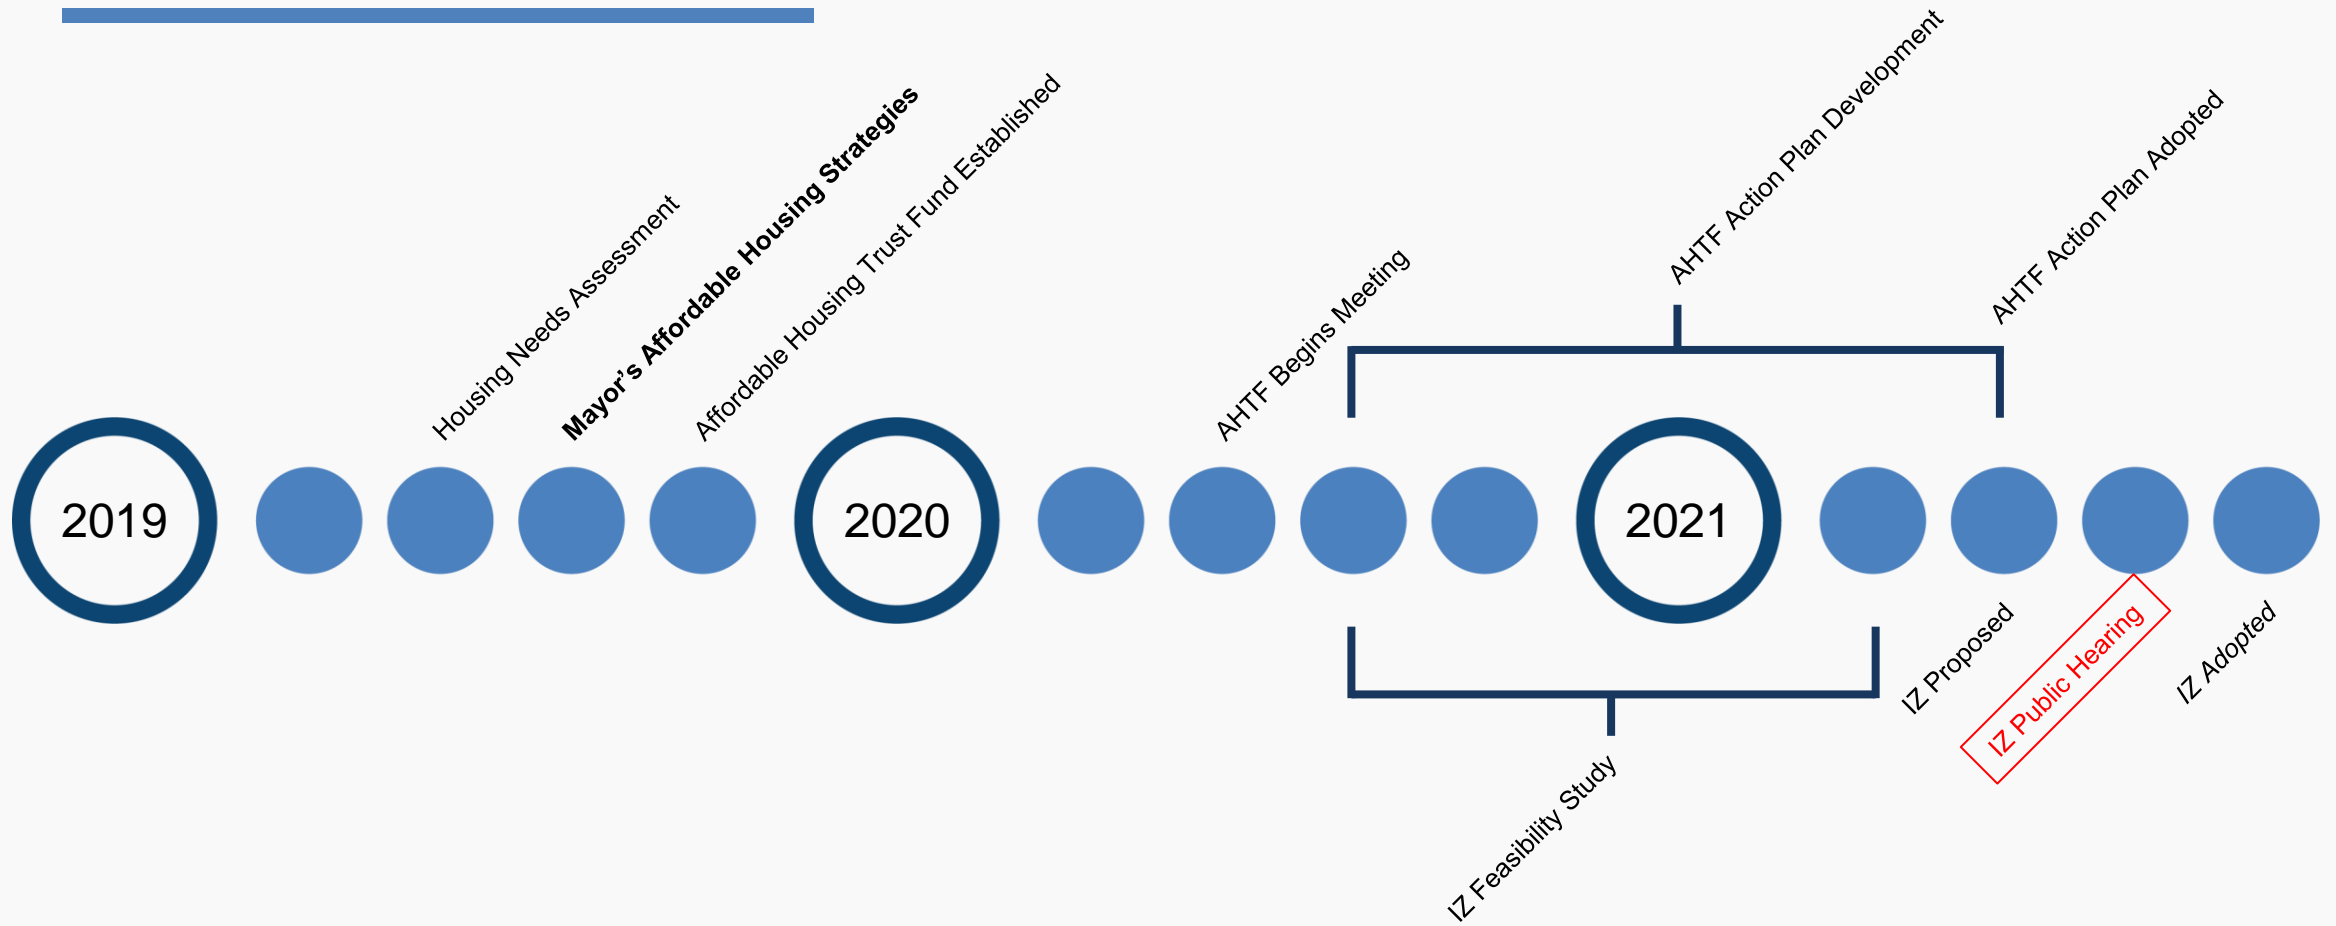 Housing Needs Assessment
Mayor’s Affordable Housing Strategies
Affordable Housing Trust Fund Established
AHTF Begins Meeting
AHTF Action Plan Development
AHTF Action Plan Adopted
2019
2020
2021
IZ Feasibility Study
IZ Proposed
IZ Public Hearing
IZ Adopted